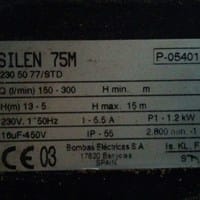 SILEN 75M P-05401
230 50 77/STD
Q (l/min) 150 - 300 H min. m
H(m) 13 - 5 H max. 15 m
230V. 1~50Hz I - 5.5 A P1 - 1.2 kW
16uF-450V IP - 55 2.800 min -1
CE 03 Bombas Eléctricas S.A. Is. KL. F
17820 Banyoles
SPAIN